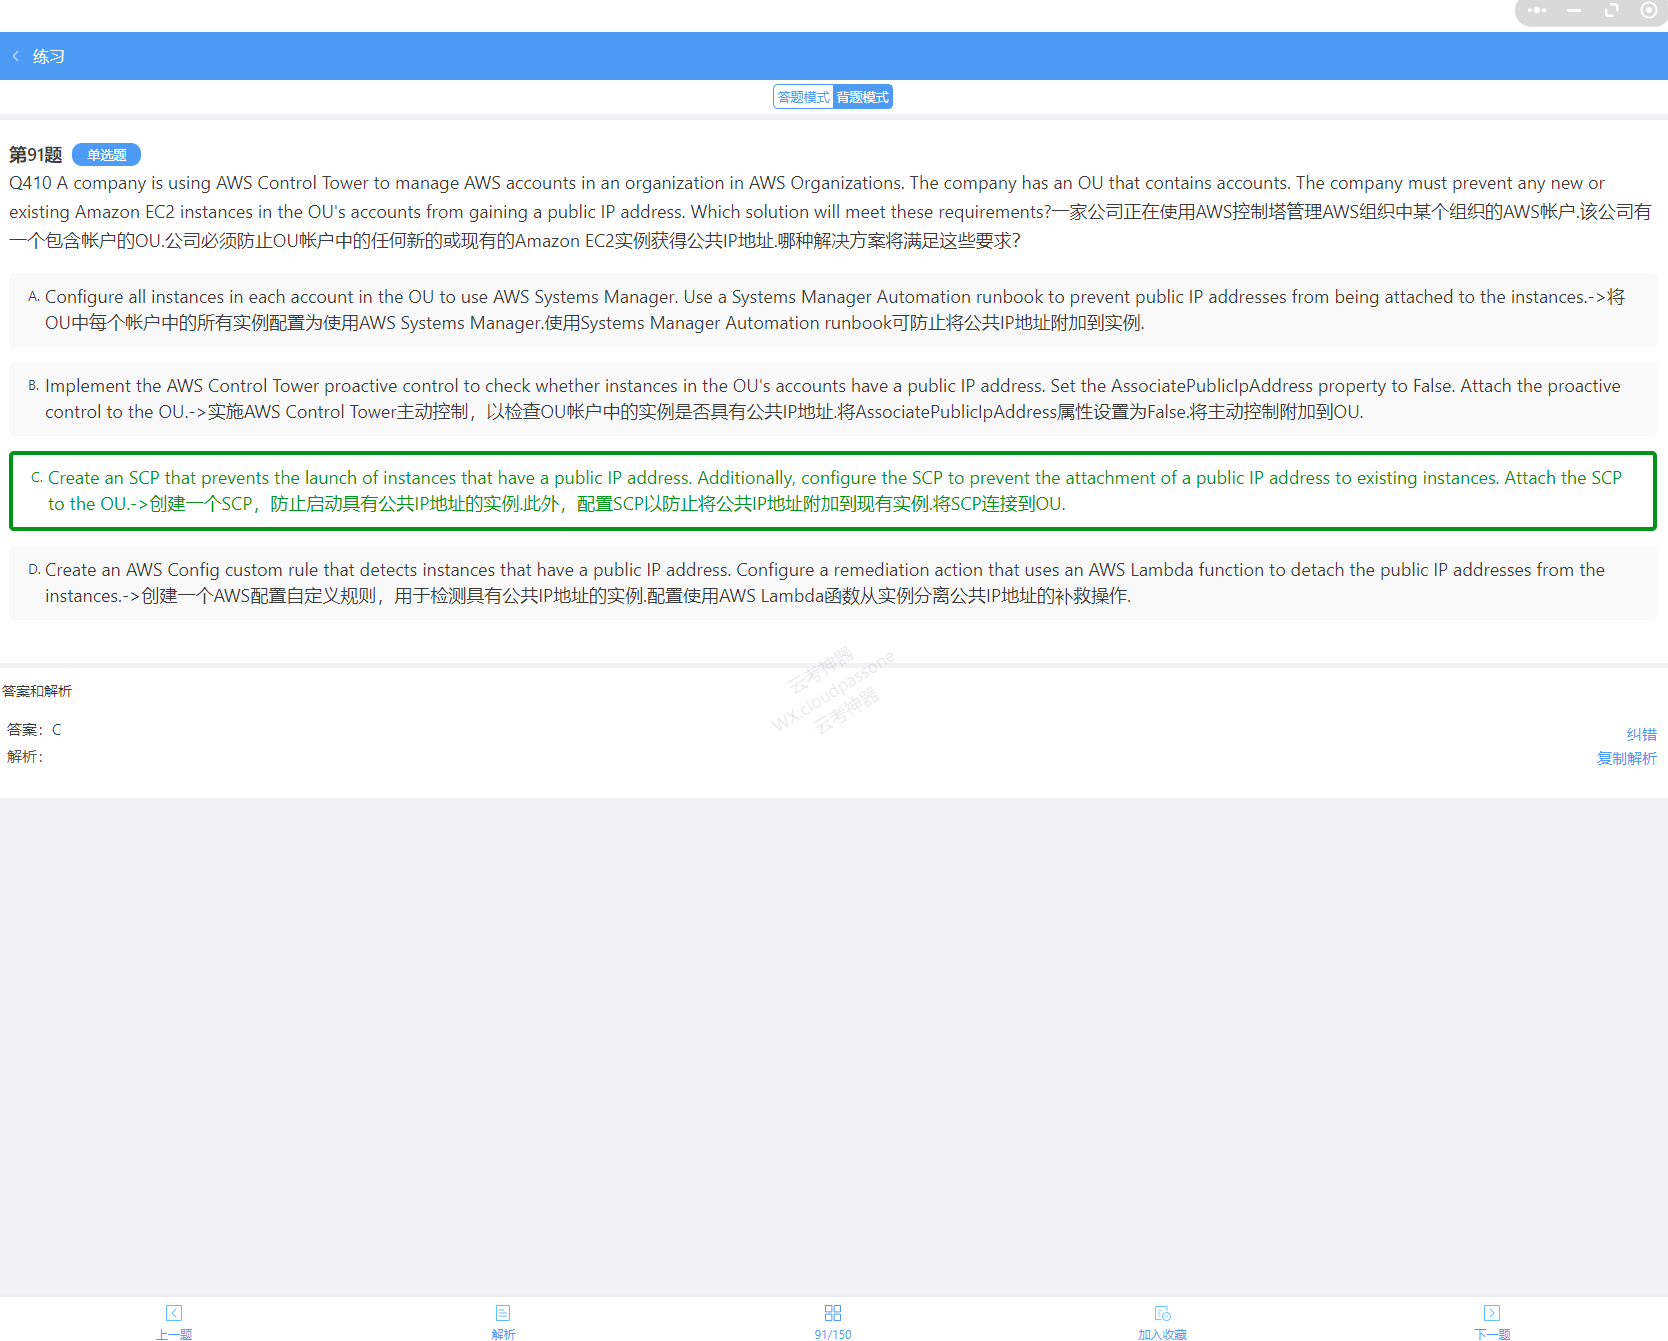 练习
答题模式 背题模式
第91题 单选题
Q410 A company is using AWS Control Tower to manage AWS accounts in an organization in AWS Organizations. The company has an OU that contains accounts. The company must prevent any new or
existing Amazon EC2 instances in the OU's accounts from gaining a public IP address. Which solution will meet these requirements?一家公司正在使用AWS控制塔管理AWS组织中某个组织的AWS帐户.该公司有
一个包含帐户的OU.公司必须防止OU帐户中的任何新的或现有的Amazon EC2实例获得公共IP地址.哪种解决方案将满足这些要求?
A. Configure all instances in each account in the OU to use AWS Systems Manager. Use a Systems Manager Automation runbook to prevent public IP addresses from being attached to the instances.->将
OU中每个帐户中的所有实例配置为使用AWS Systems Manager.使用Systems Manager Automation runbook可防止将公共IP地址附加到实例.
B. Implement the AWS Control Tower proactive control to check whether instances in the OU's accounts have a public IP address. Set the AssociatePublicIpAddress property to False. Attach the proactive
control to the OU.->实施AWS Control Tower主动控制，以检查OU帐户中的实例是否具有公共IP地址.将AssociatePublicIpAddress属性设置为False.将主动控制附加到OU.
C. Create an SCP that prevents the launch of instances that have a public IP address. Additionally, configure the SCP to prevent the attachment of a public IP address to existing instances. Attach the SCP
to the OU.->创建一个SCP，防止启动具有公共IP地址的实例.此外，配置SCP以防止将公共IP地址附加到现有实例.将SCP连接到OU.
D. Create an AWS Config custom rule that detects instances that have a public IP address. Configure a remediation action that uses an AWS Lambda function to detach the public IP addresses from the
instances.->创建一个AWS配置自定义规则，用于检测具有公共IP地址的实例.配置使用AWS Lambda函数从实例分离公共IP地址的补救操作.
云考神器
WX:cloudpassone
云考神器
答案和解析
答案：C
解析：
纠错
复制解析
上一题
解析
91/150
加入收藏
下一题